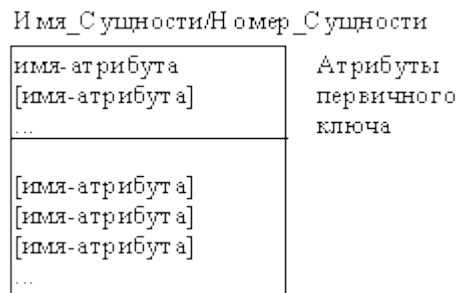 Имя_Сущности/Номер_Сущности
имя-атрибута Атрибуты
[имя-атрибута] первичного
... ключа
[имя-атрибута]
[имя-атрибута]
[имя-атрибута]
...